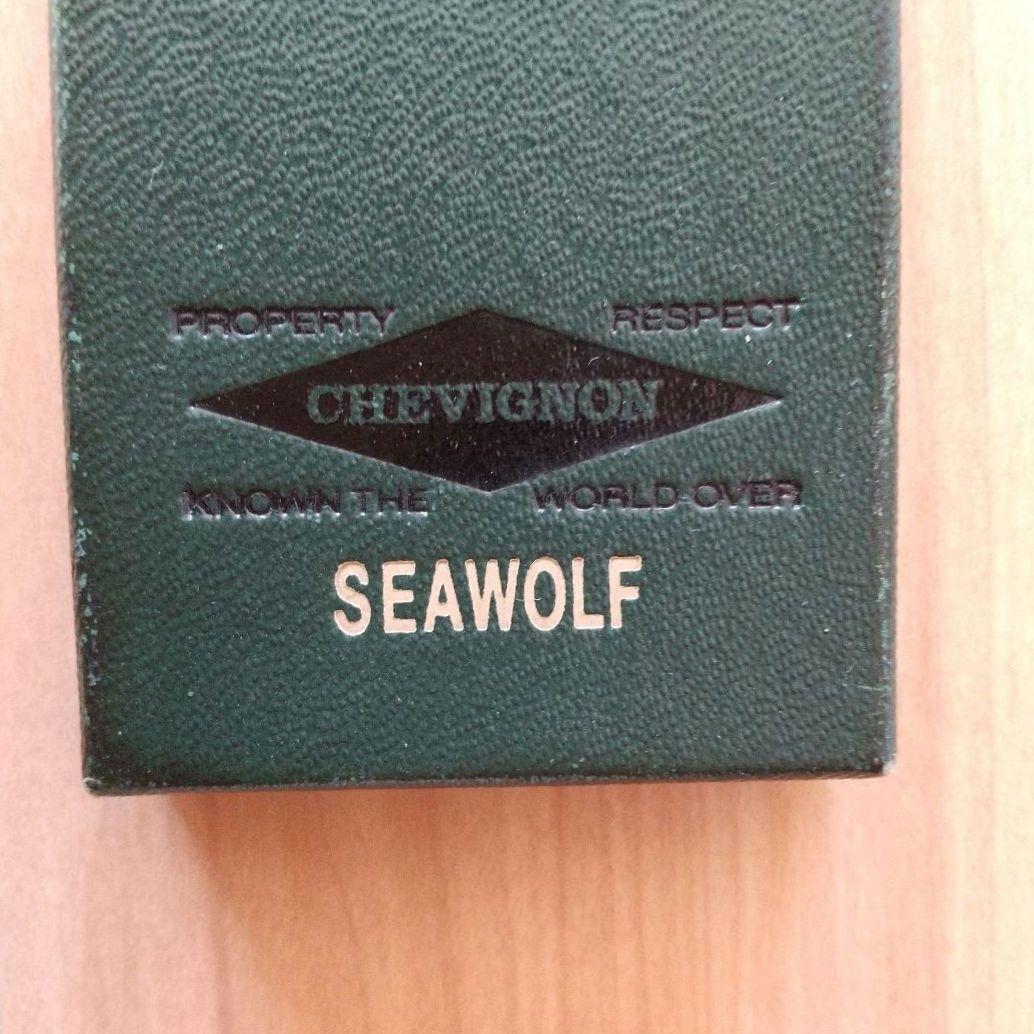 PROPERTY RESPECT
CHEVIGNON
KNOWN THE WORLD OVER
SEAWOLF